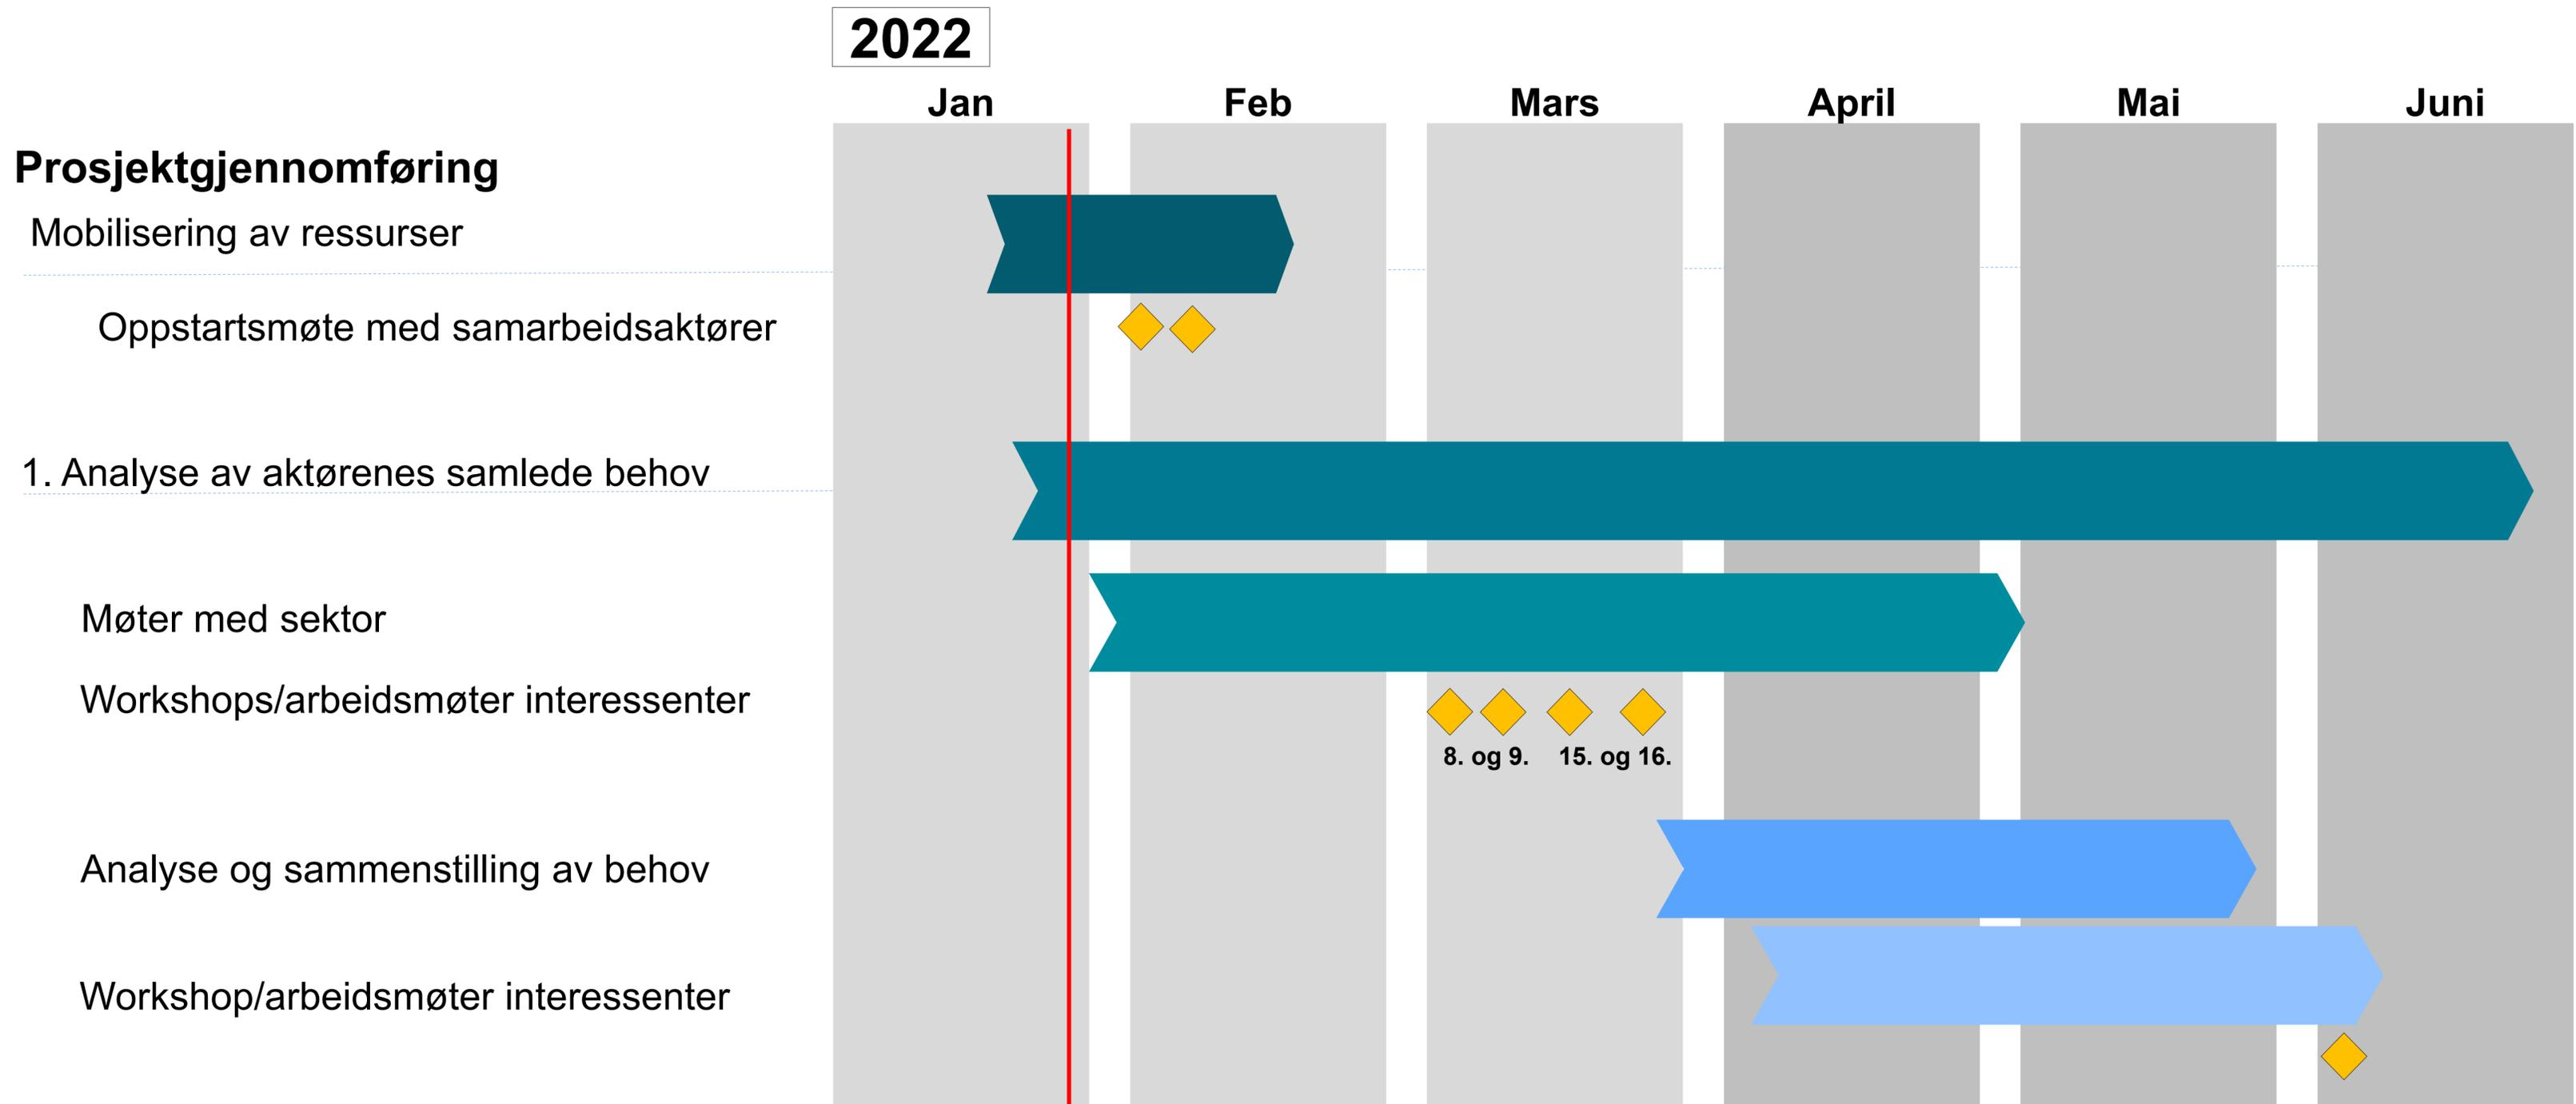 2022
Jan Feb Mars April Mai Juni
Prosjektgjennomføring
Mobilisering av ressurser
Oppstartsmøte med samarbeidsaktører
1. Analyse av aktørenes samlede behov
Møter med sektor
Workshops/arbeidsmøter interessenter
8. og 9. 15. og 16.
Analyse og sammenstilling av behov
Workshop/arbeidsmøter interessenter